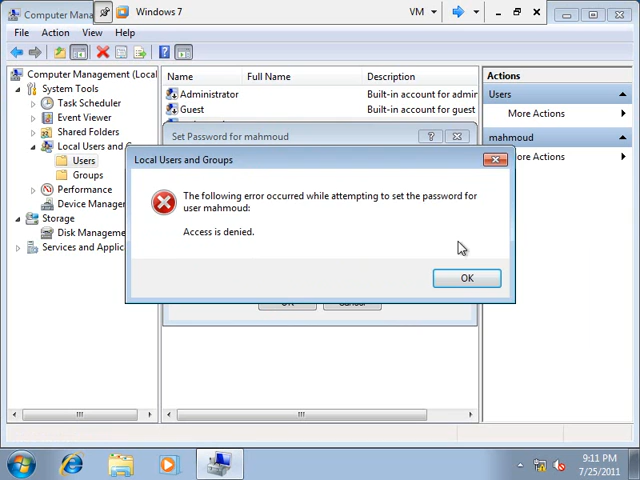 Computer Mana
Windows 7
VM
File Action View Help
Computer Management (Local
System Tools
Task Scheduler
Event Viewer
Shared Folders
Local Users and G
Users
Groups
Performance
Device Manager
Storage
Disk Manageme
Services and Applic
Name Full Name Description
Administrator Built-in account for admir
Guest Built-in account for guest
Actions
Users
More Actions
mahmoud
ore Actions
Set Password for mahmoud
Local Users and Groups
The following error occurred while attempting to set the password for
user mahmoud:
Access is denied.
OK
9:11 PM
7/25/2011